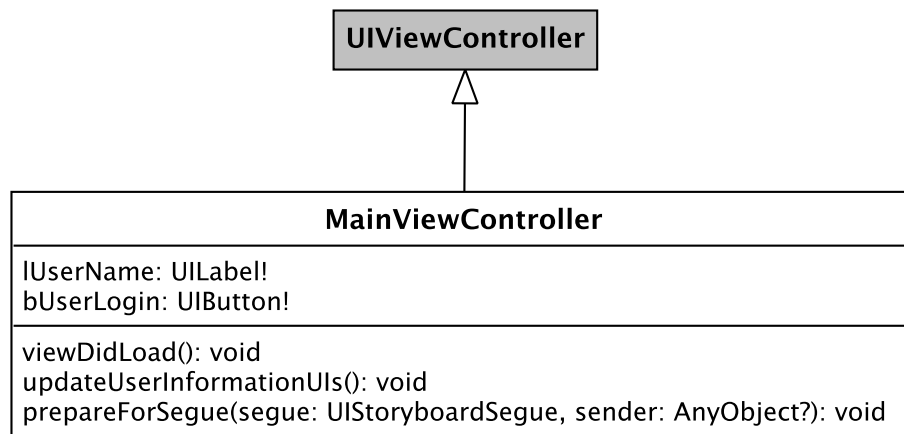 UIViewController
MainViewController
lUserName: UILabel!
bUserLogin: UIButton!
viewDidLoad(): void
updateUserInformationUIs(): void
prepareForSegue(segue: UIStoryboardSegue, sender: AnyObject?): void